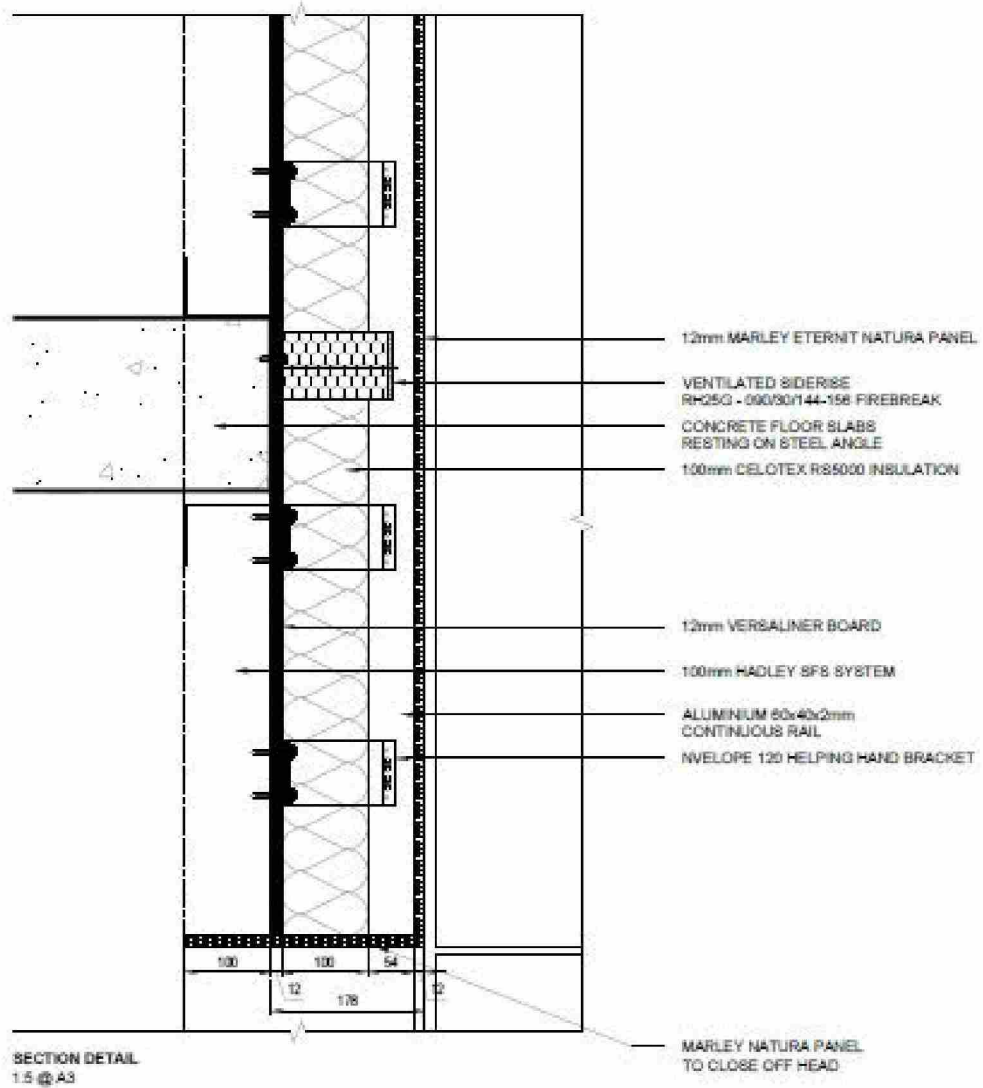 12mm MARLEY ETERNIT NATURA PANEL
VENTILATED SIDERISE
RH25G - 090/30/144-156 FIREBREAK
CONCRETE FLOOR SLABS
RESTING ON STEEL ANGLE
100mm CELOTEX RS5000 INSULATION
12mm VERSALINER BOARD
100mm HADLEY SFS SYSTEM
ALUMINIUM 60x40x2mm
CONTINUOUS RAIL
NVELOPE 120 HELPING HAND BRACKET
100 100 54
12 12
178
MARLEY NATURA PANEL
TO CLOSE OFF HEAD
SECTION DETAIL
1:5 @ A3